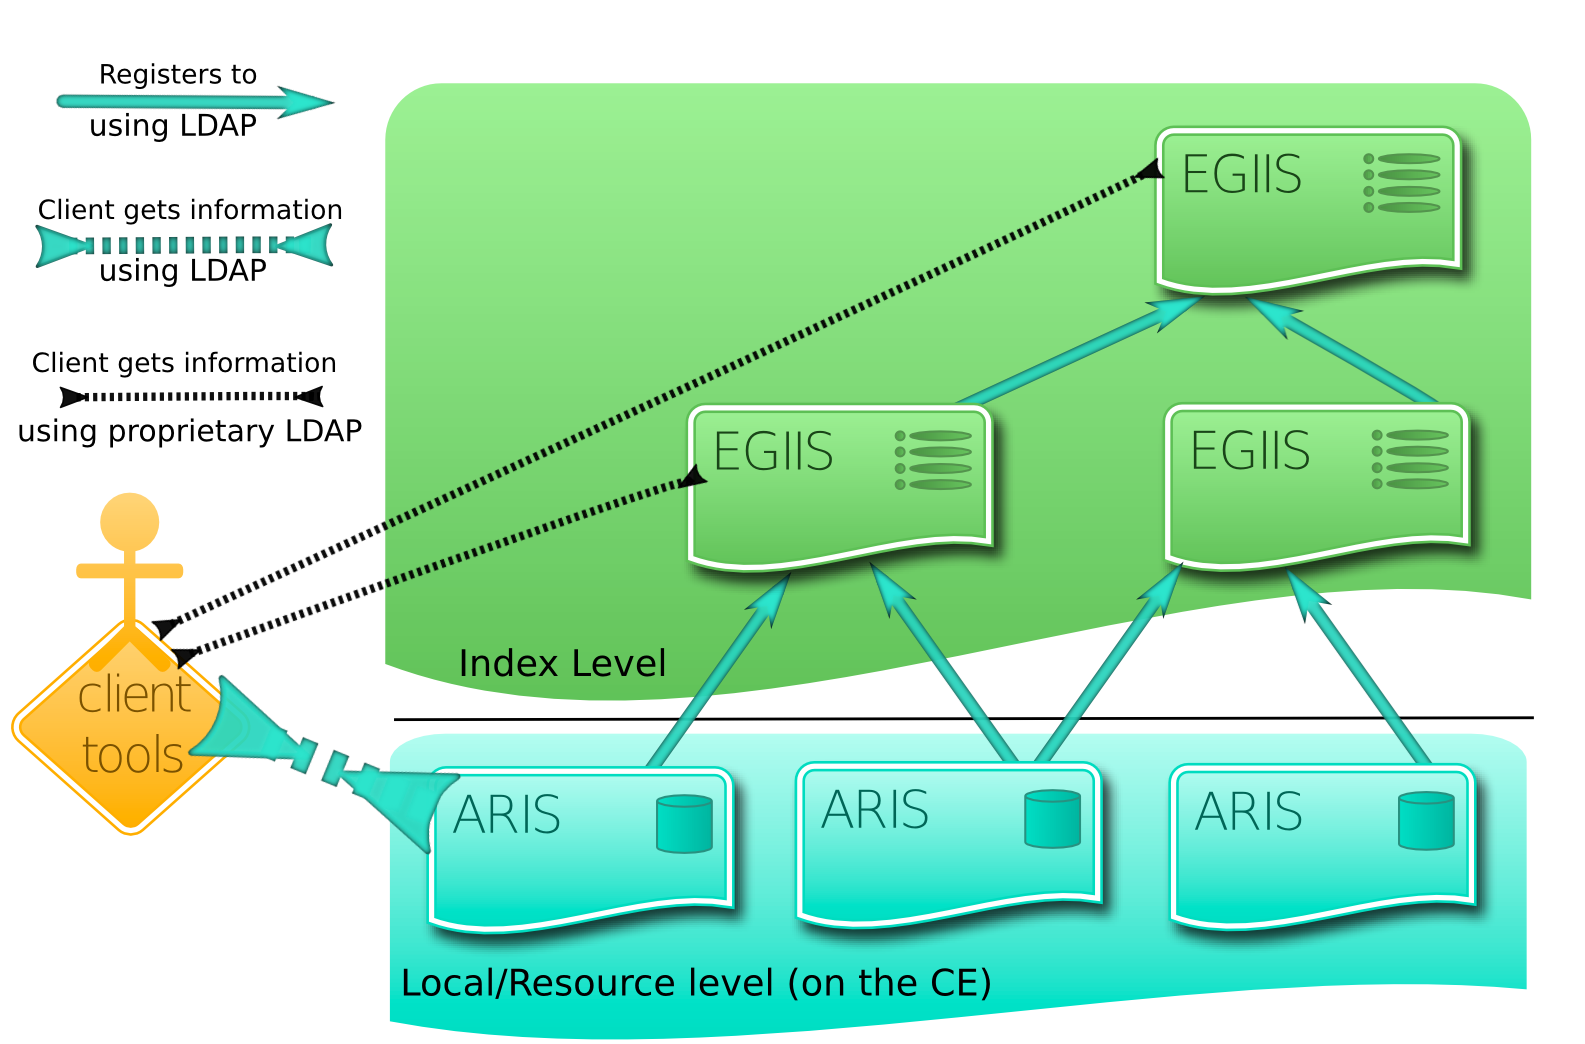 Registers to
using LDAP
Client gets information
using LDAP
Client gets information
using proprietary LDAP
client
tools
EGIIS
EGIIS
EGIIS
Index Level
ARIS
ARIS
ARIS
Local/Resource level (on the CE)